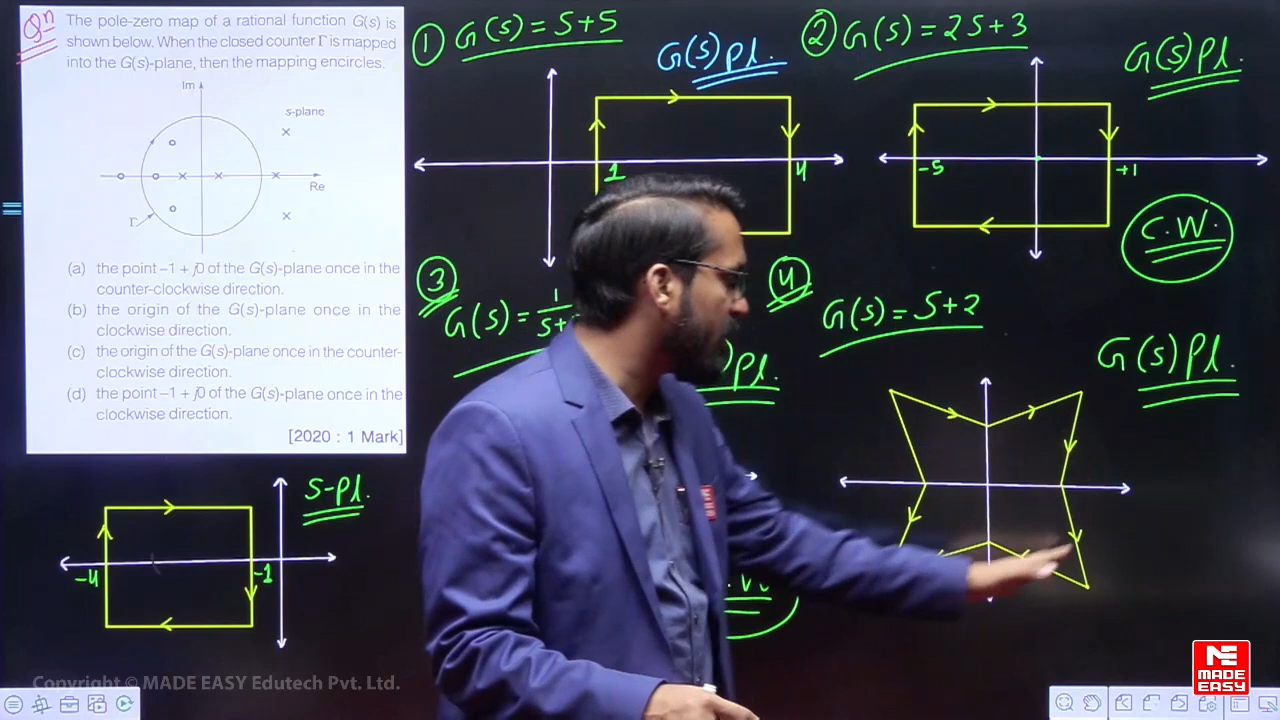 Qn
The pole-zero map of a rational function G(s) is
shown below. When the closed counter Γ is mapped
into the G(s)-plane, then the mapping encircles.
Im
s-plane
Re
Γ
(a) the point –1 + j0 of the G(s)-plane once in the
counter-clockwise direction.
(b) the origin of the G(s)-plane once in the
clockwise direction.
(c) the origin of the G(s)-plane once in the counter-
clockwise direction.
(d) the point –1 + j0 of the G(s)-plane once in the
clockwise direction.
[2020 : 1 Mark]
S-Pl.
-4
-1
① G(s) = S+5
G(s) Pl.
1
4
② G(s) = 2S+3
G(s) Pl.
-5
+1
C.W.
③
G(s) = 1/S+
) Pl.
④
G(s) = S+2
G(s) Pl.
Copyright © MADE EASY Edutech Pvt. Ltd.
ME
MADE
EASY